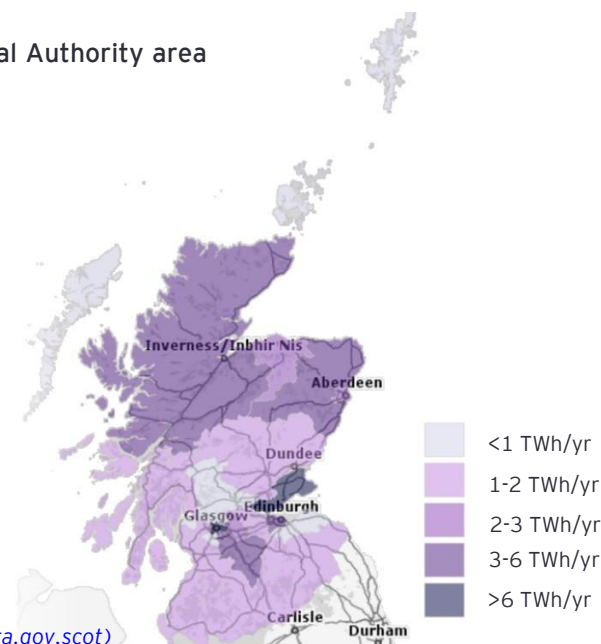 al Authority area
Inverness/Inbhir Nis
Aberdeen
Dundee
Edinburgh
Glasgow
Carlisle
Durham
<1 TWh/yr
1-2 TWh/yr
2-3 TWh/yr
3-6 TWh/yr
>6 TWh/yr
ta.gov.scot)